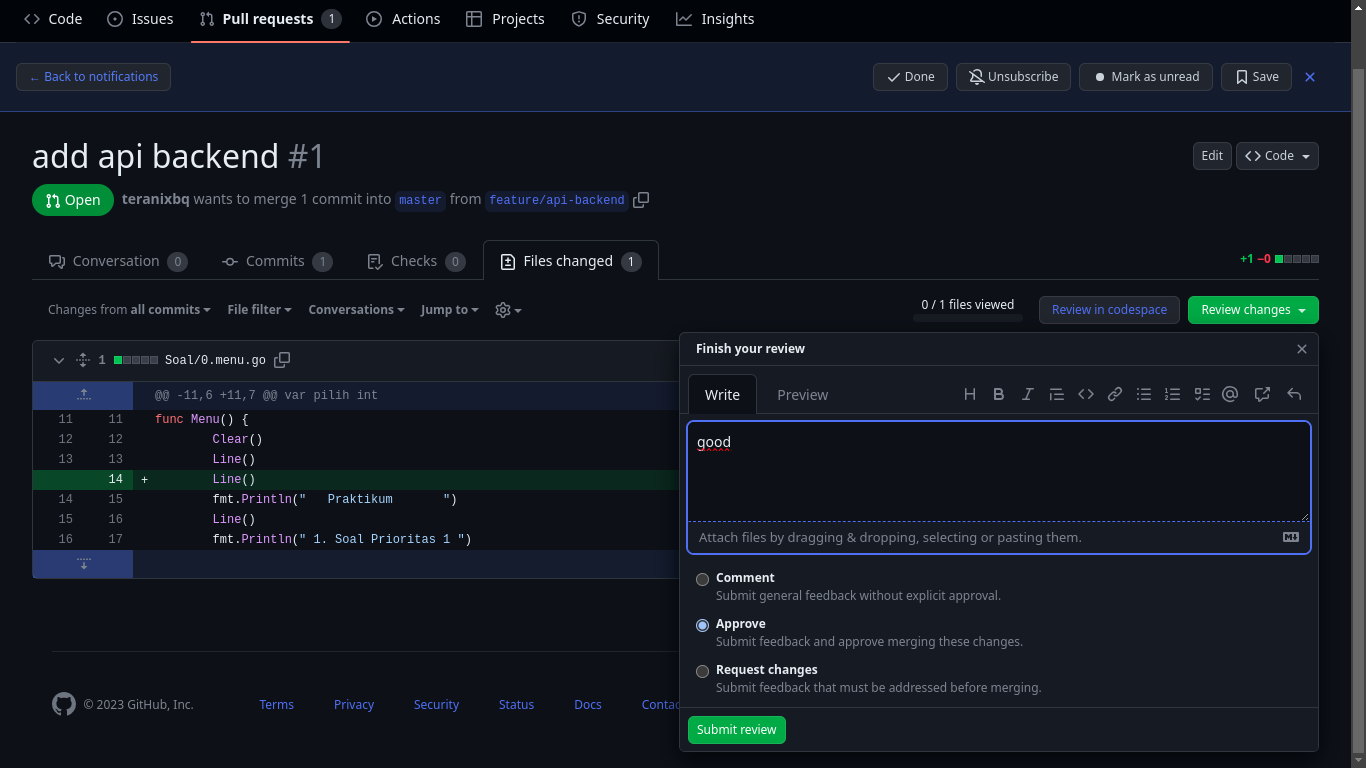 Code Issues Pull requests 1 Actions Projects Security Insights
← Back to notifications Done Unsubscribe Mark as unread Save
add api backend #1 Edit Code
Open teranixbq wants to merge 1 commit into master from feature/api-backend
Conversation 0 Commits 1 Checks 0 Files changed 1 +1 −0
Changes from all commits File filter Conversations Jump to 0 / 1 files viewed Review in codespace Review changes
1 Soal/0.menu.go
@@ -11,6 +11,7 @@ var pilih int
11 11 func Menu() {
12 12 Clear()
13 13 Line()
14 + Line()
14 15 fmt.Println("   Praktikum       ")
15 16 Line()
16 17 fmt.Println(" 1. Soal Prioritas 1 ")
Finish your review
Write Preview
good
Attach files by dragging & dropping, selecting or pasting them.
Comment
Submit general feedback without explicit approval.
Approve
Submit feedback and approve merging these changes.
Request changes
Submit feedback that must be addressed before merging.
Submit review
© 2023 GitHub, Inc. Terms Privacy Security Status Docs